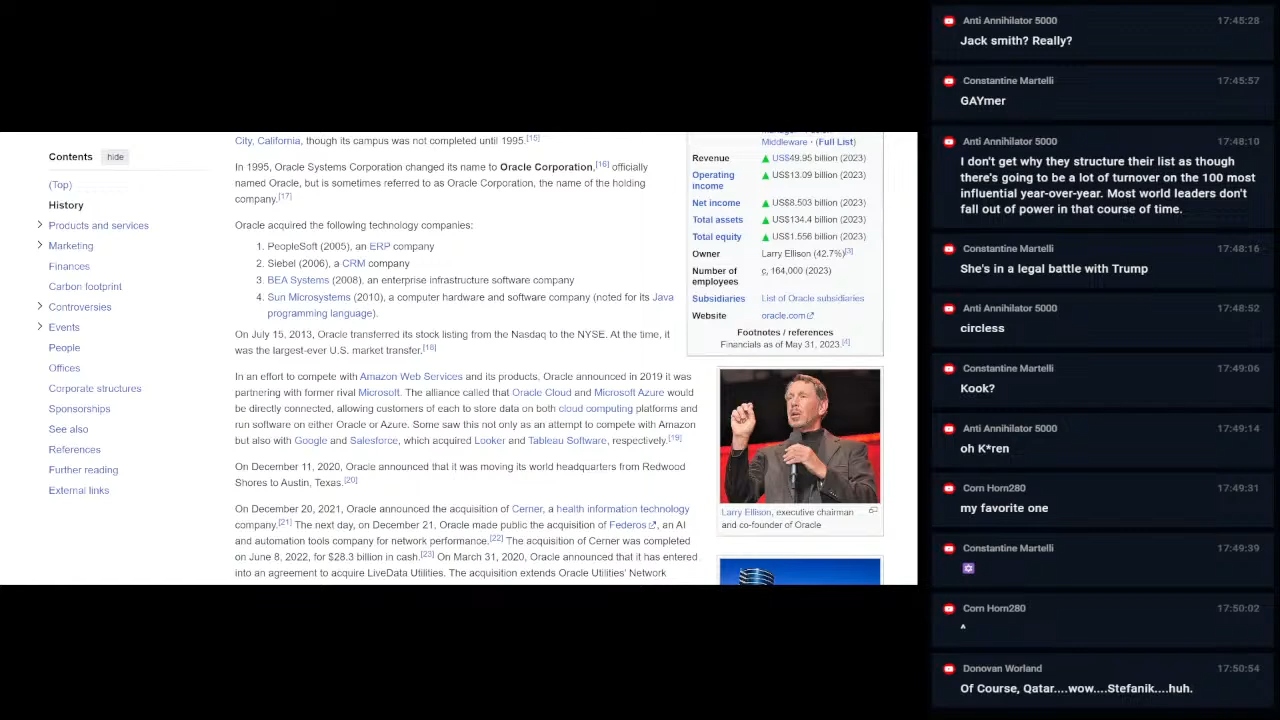 Contents hide
(Top)
History
Products and services
Marketing
Finances
Carbon footprint
Controversies
Events
People
Offices
Corporate structures
Sponsorships
See also
References
Further reading
External links
City, California, though its campus was not completed until 1995.[15]
In 1995, Oracle Systems Corporation changed its name to Oracle Corporation,[16] officially
named Oracle, but is sometimes referred to as Oracle Corporation, the name of the holding
company.[17]
Oracle acquired the following technology companies:
1. PeopleSoft (2005), an ERP company
2. Siebel (2006), a CRM company
3. BEA Systems (2008), an enterprise infrastructure software company
4. Sun Microsystems (2010), a computer hardware and software company (noted for its Java
programming language).
On July 15, 2013, Oracle transferred its stock listing from the Nasdaq to the NYSE. At the time, it
was the largest-ever U.S. market transfer.[18]
In an effort to compete with Amazon Web Services and its products, Oracle announced in 2019 it was
partnering with former rival Microsoft. The alliance called that Oracle Cloud and Microsoft Azure would
be directly connected, allowing customers of each to store data on both cloud computing platforms and
run software on either Oracle or Azure. Some saw this not only as an attempt to compete with Amazon
but also with Google and Salesforce, which acquired Looker and Tableau Software, respectively.[19]
On December 11, 2020, Oracle announced that it was moving its world headquarters from Redwood
Shores to Austin, Texas.[20]
On December 20, 2021, Oracle announced the acquisition of Cerner, a health information technology
company.[21] The next day, on December 21, Oracle made public the acquisition of Federos, an AI
and automation tools company for network performance.[22] The acquisition of Cerner was completed
on June 8, 2022, for $28.3 billion in cash.[23] On March 31, 2020, Oracle announced that it has entered
into an agreement to acquire LiveData Utilities. The acquisition extends Oracle Utilities' Network
Middleware · (Full List)
Revenue US$49.95 billion (2023)
Operating income US$13.09 billion (2023)
Net income US$8.503 billion (2023)
Total assets US$134.4 billion (2023)
Total equity US$1.556 billion (2023)
Owner Larry Ellison (42.7%)[3]
Number of employees c. 164,000 (2023)
Subsidiaries List of Oracle subsidiaries
Website oracle.com
Footnotes / references
Financials as of May 31, 2023.[4]
Larry Ellison, executive chairman
and co-founder of Oracle
Anti Annihilator 5000 17:45:28
Jack smith? Really?
Constantine Martelli 17:45:57
GAYmer
Anti Annihilator 5000 17:48:10
I don't get why they structure their list as though
there's going to be a lot of turnover on the 100 most
influential year-over-year. Most world leaders don't
fall out of power in that course of time.
Constantine Martelli 17:48:16
She's in a legal battle with Trump
Anti Annihilator 5000 17:48:52
circless
Constantine Martelli 17:49:06
Kook?
Anti Annihilator 5000 17:49:14
oh K*ren
Corn Horn280 17:49:31
my favorite one
Constantine Martelli 17:49:39
🔯
Corn Horn280 17:50:02
^
Donovan Worland 17:50:54
Of Course, Qatar....wow....Stefanik....huh.